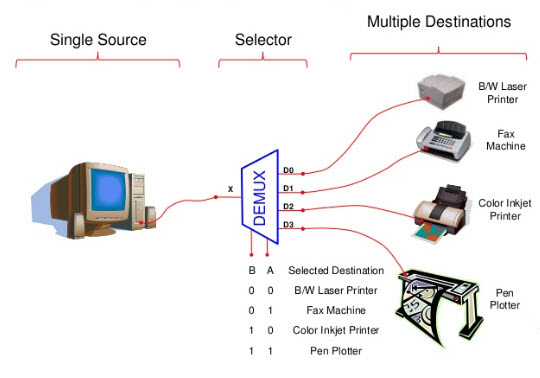 Single Source
Selector
Multiple Destinations
B/W Laser
Printer
Fax
Machine
Color Inkjet
Printer
Pen
Plotter
X
DEMUX
D0
D1
D2
D3
B A Selected Destination
0 0 B/W Laser Printer
0 1 Fax Machine
1 0 Color Inkjet Printer
1 1 Pen Plotter